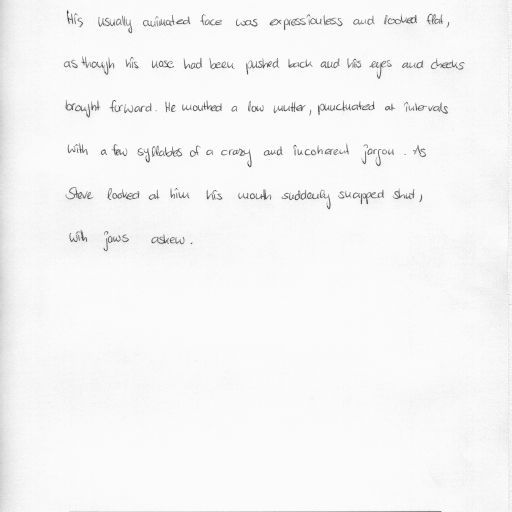 His usually animated face was expressionless and looked flat,
as though his nose had been pushed back and his eyes and cheeks
brought forward. He mouthed a low mutter, punctuated at intervals
with a few syllables of a crazy and incoherent jargon. As
Steve looked at him his mouth suddenly snapped shut,
with jaws askew.